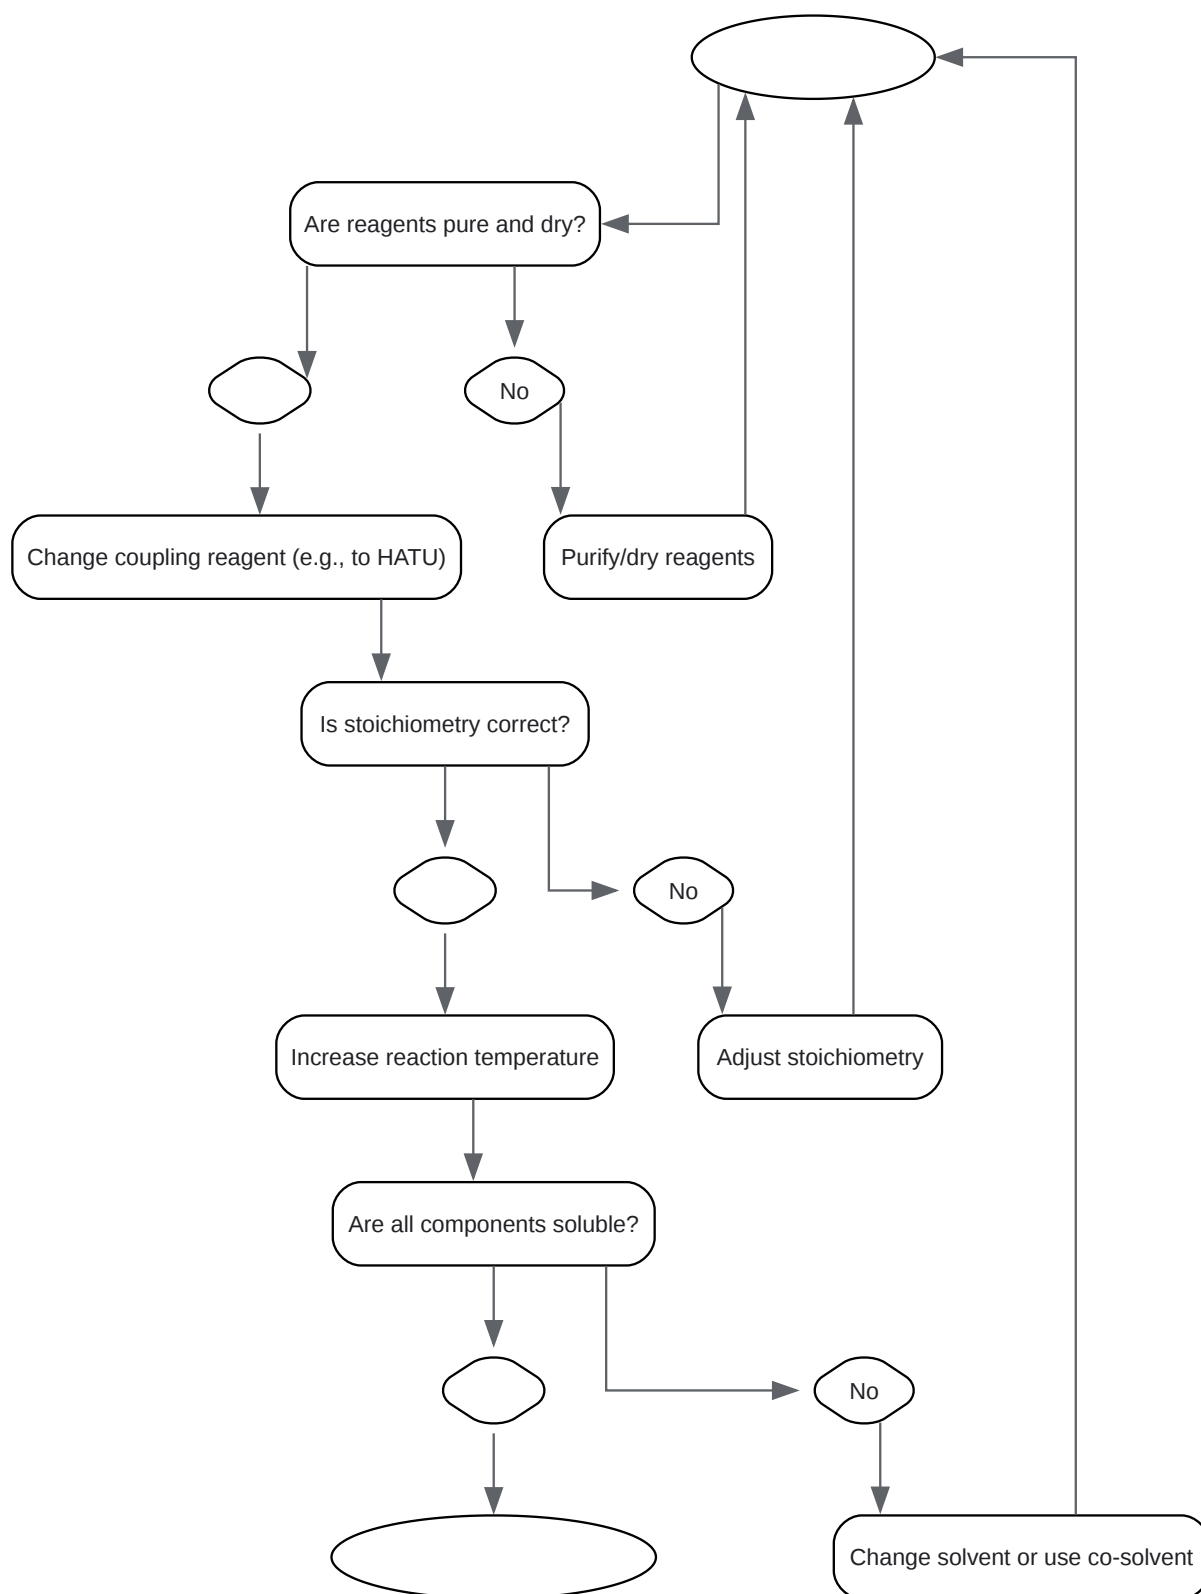 Are reagents pure and dry?
No
Change coupling reagent (e.g., to HATU)
Purify/dry reagents
Is stoichiometry correct?
No
Increase reaction temperature
Adjust stoichiometry
Are all components soluble?
No
Change solvent or use co-solvent